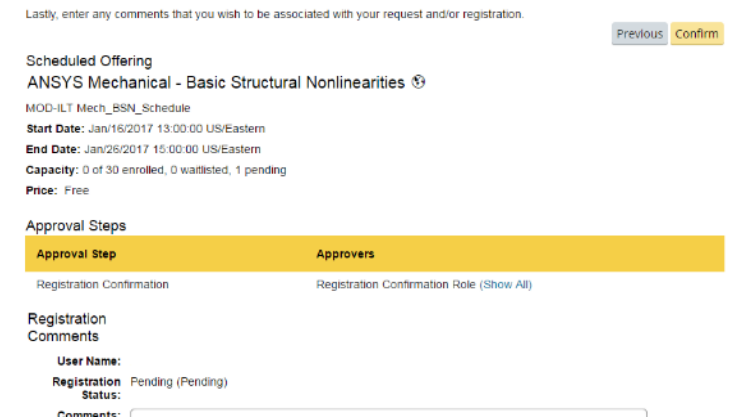 Lastly, enter any comments that you wish to be associated with your request and/or registration.
Previous Confirm
Scheduled Offering
ANSYS Mechanical - Basic Structural Nonlinearities
MOD-ILT Mech_BSN_Schedule
Start Date: Jan/16/2017 13:00:00 US/Eastern
End Date: Jan/26/2017 15:00:00 US/Eastern
Capacity: 0 of 30 enrolled, 0 waitlisted, 1 pending
Price: Free
Approval Steps
Approval Step Approvers
Registration Confirmation Registration Confirmation Role (Show All)
Registration
Comments
User Name:
Registration Pending (Pending)
Status:
Comments: